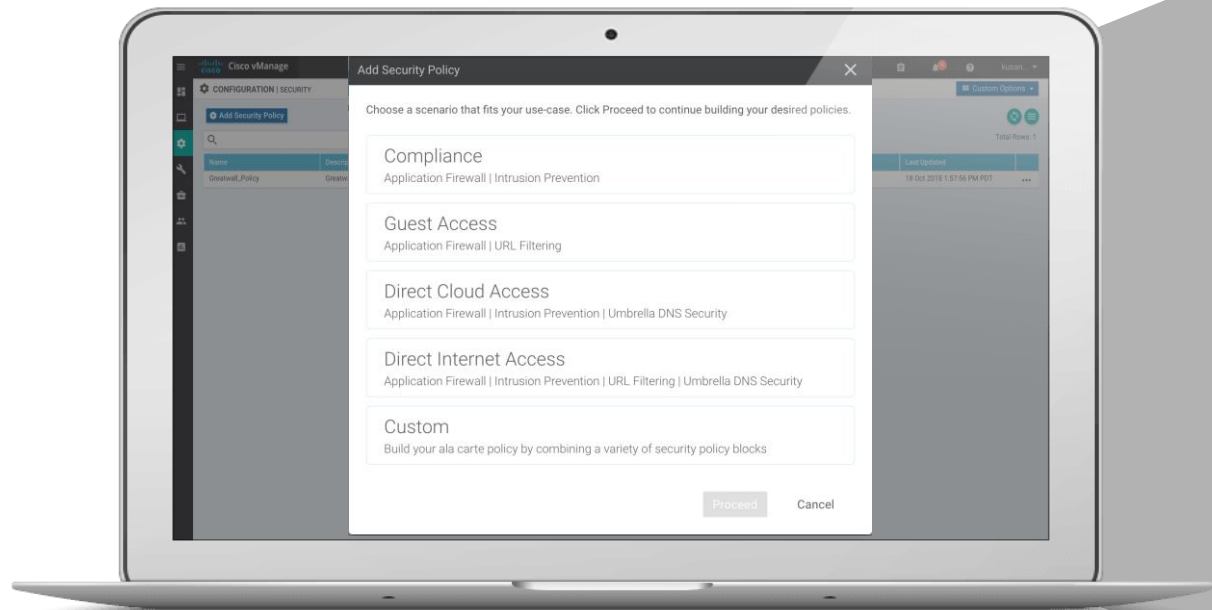 Cisco vManage
Add Security Policy
CONFIGURATION | SECURITY
Custom Options
Add Security Policy
Total Rows: 1
Name
Last Updated
Greatwall_Policy
18 Oct 2018 1:57:56 PM PDT
Choose a scenario that fits your use-case. Click Proceed to continue building your desired policies.
Compliance
Application Firewall | Intrusion Prevention
Guest Access
Application Firewall | URL Filtering
Direct Cloud Access
Application Firewall | Intrusion Prevention | Umbrella DNS Security
Direct Internet Access
Application Firewall | Intrusion Prevention | URL Filtering | Umbrella DNS Security
Custom
Build your ala carte policy by combining a variety of security policy blocks
Proceed
Cancel